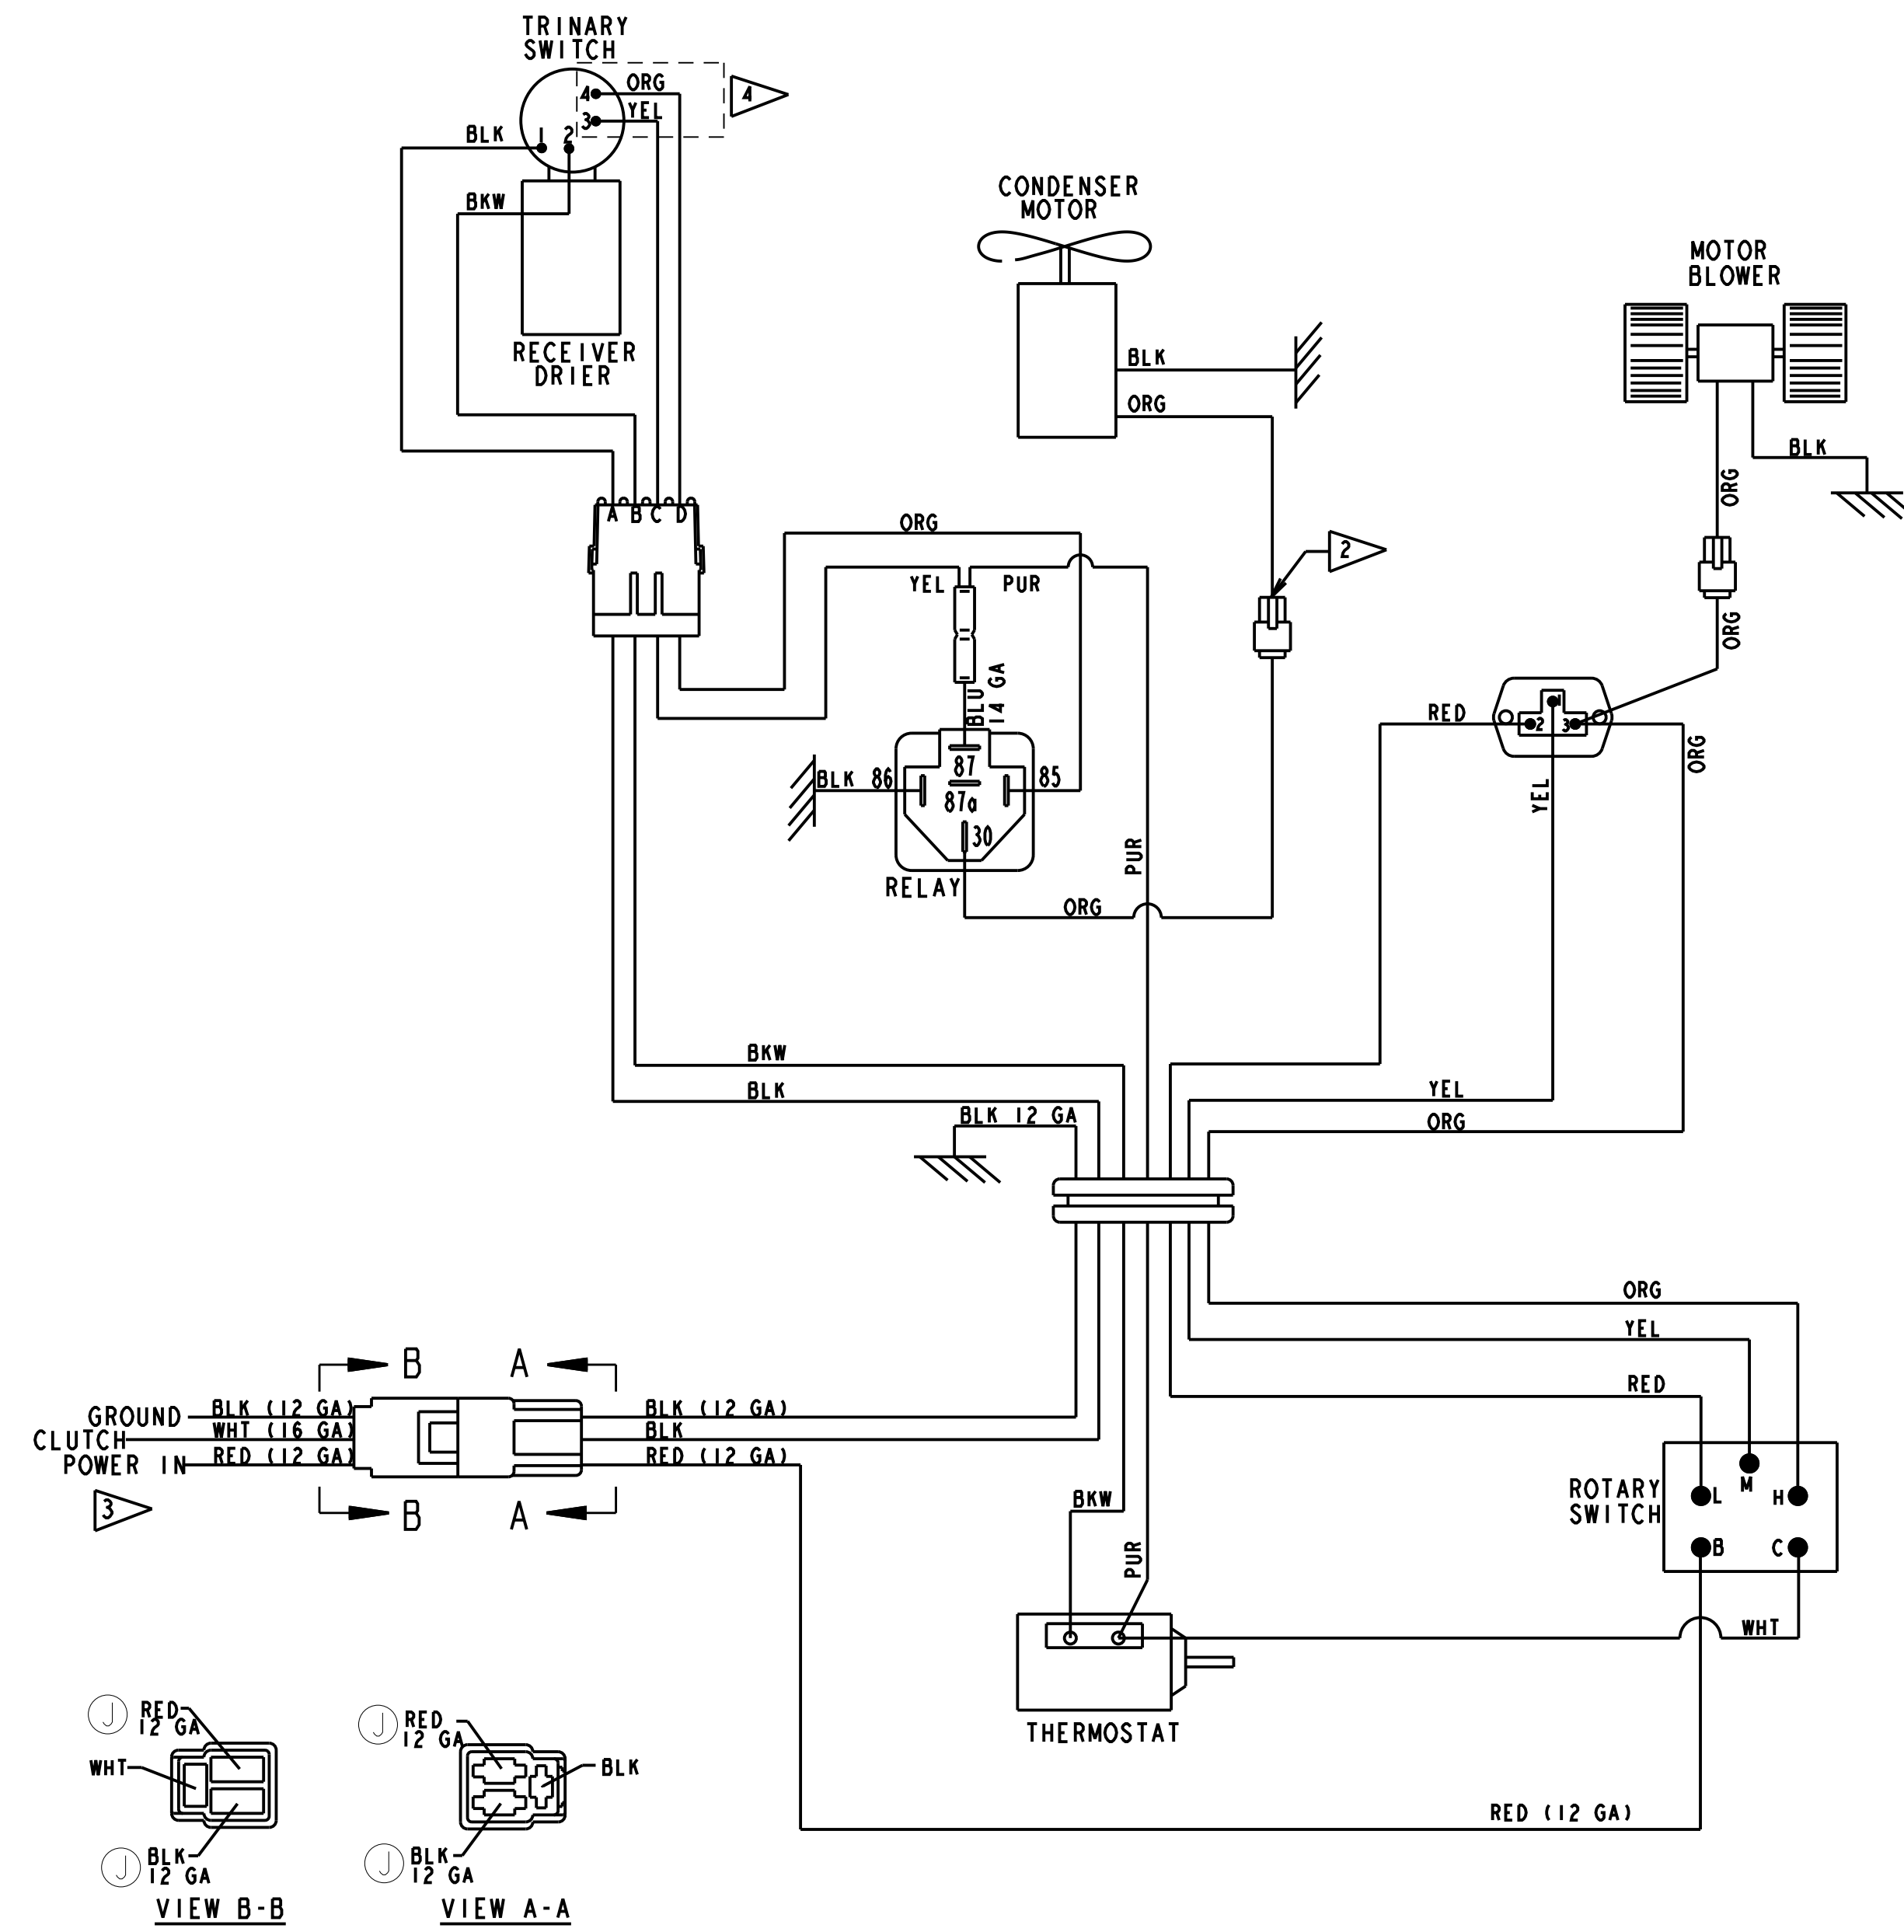 TRINARY
SWITCH
4 ORG
3 YEL
4
BLK 1 2
BKW
RECEIVER
DRIER
CONDENSER
MOTOR
BLK
ORG
MOTOR
BLOWER
BLK
ORG
ORG
A B C D
ORG
YEL PUR
2
BLU
14 GA
RED
1
2 3
ORG
YEL
BLK 86 87 85
87a
30
RELAY
PUR
ORG
BKW
BLK
BLK 12 GA
YEL
ORG
ORG
YEL
RED
B A
GROUND BLK (12 GA) BLK (12 GA)
CLUTCH WHT (16 GA) BLK
POWER IN RED (12 GA) RED (12 GA)
3
B A
BKW
PUR
ROTARY
SWITCH
L M H
B C
WHT
THERMOSTAT
RED (12 GA)
J RED
12 GA
WHT
J BLK
12 GA
VIEW B-B
J RED
12 GA
BLK
J BLK
12 GA
VIEW A-A